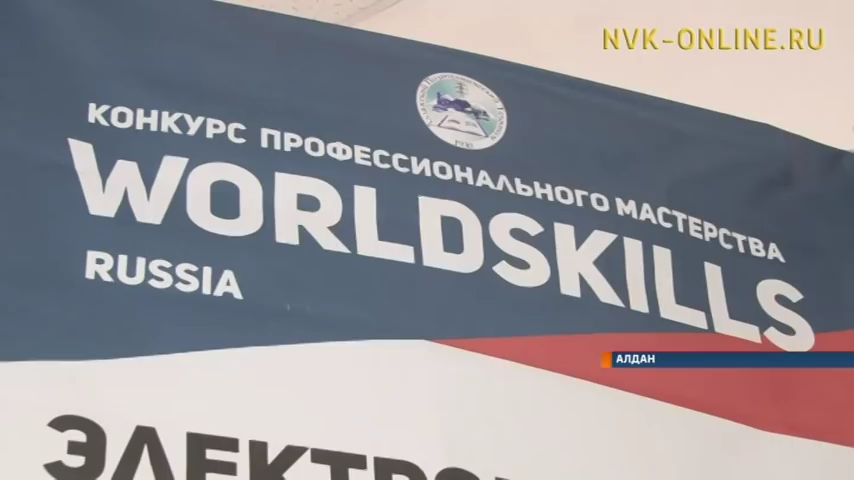 NVK-ONLINE.RU
КОНКУРС ПРОФЕССИОНАЛЬНОГО МАСТЕРСТВА
WORLDSKILLS
RUSSIA
АЛДАН